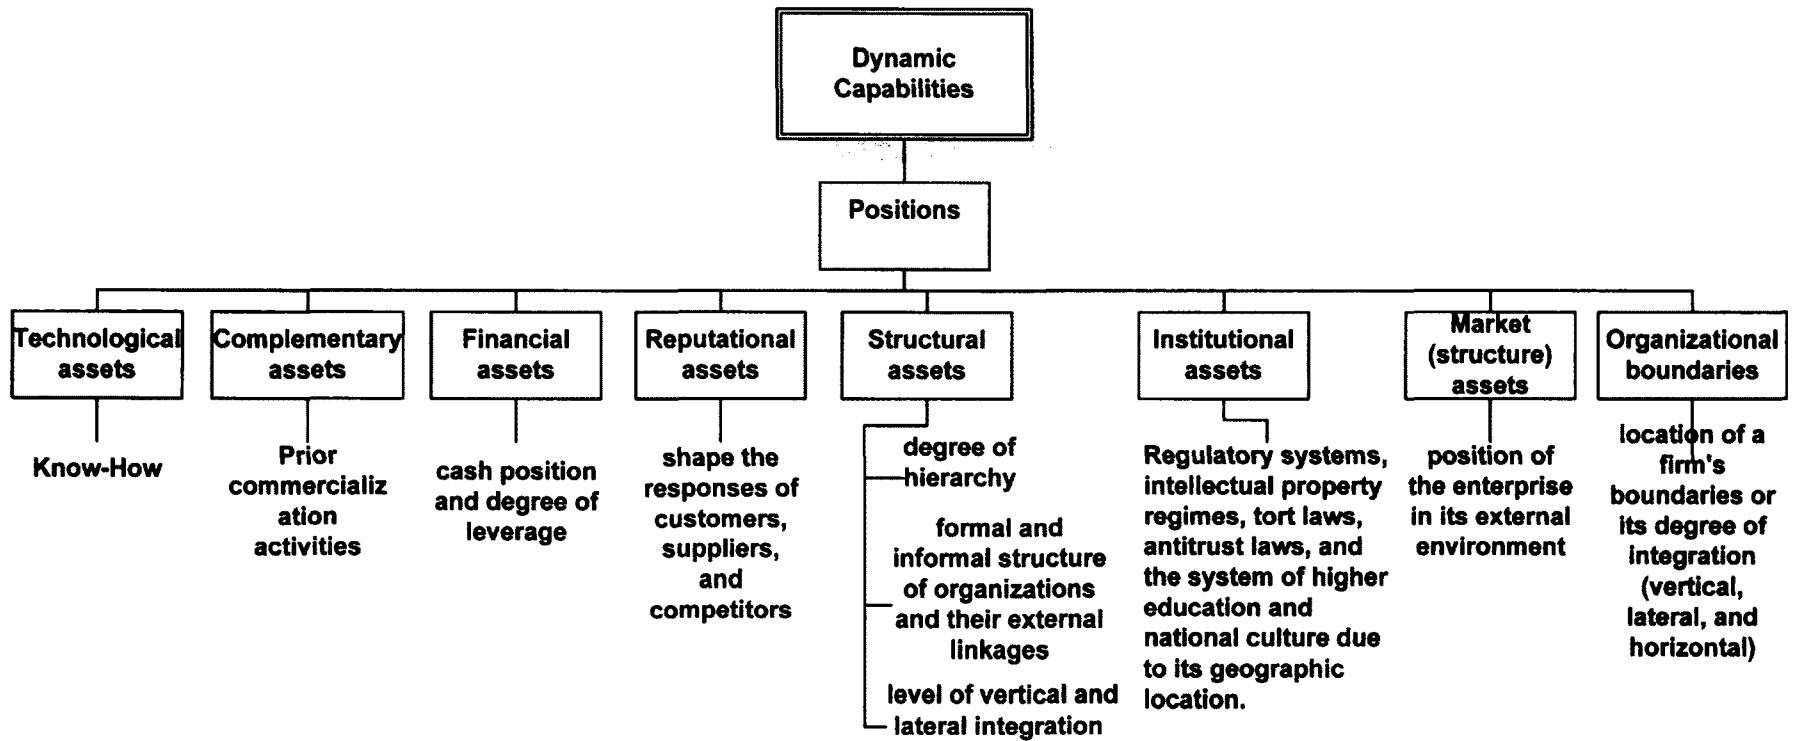 Dynamic
Capabilities
Positions
Technological
assets
Complementary
assets
Financial
assets
Reputational
assets
Structural
assets
Institutional
assets
Market
(structure)
assets
Organizational
boundaries
Know-How
Prior
commercializ
ation
activities
cash position
and degree of
leverage
shape the
responses of
customers,
suppliers,
and
competitors
degree of
hierarchy
formal and
informal structure
of organizations
and their external
linkages
level of vertical and
lateral integration
Regulatory systems,
intellectual property
regimes, tort laws,
antitrust laws, and
the system of higher
education and
national culture due
to its geographic
location.
position of
the enterprise
in its external
environment
location of a
firm's
boundaries or
its degree of
integration
(vertical,
lateral, and
horizontal)